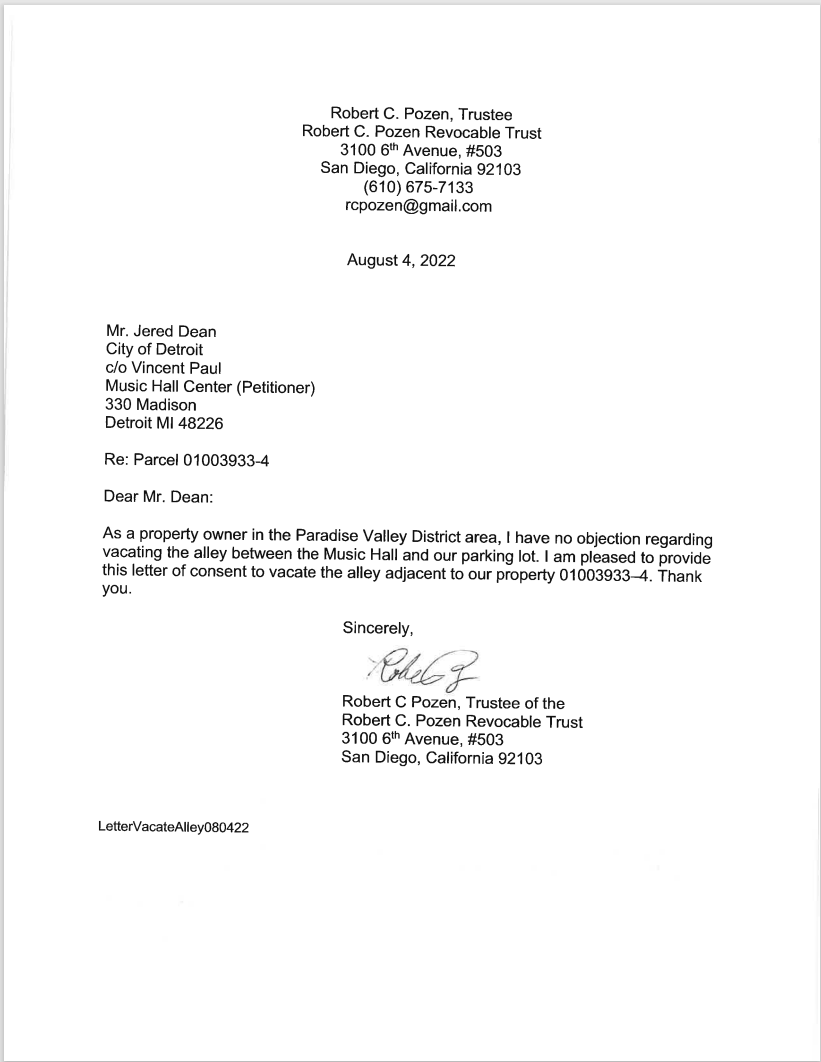 Robert C. Pozen, Trustee
Robert C. Pozen Revocable Trust
3100 6th Avenue, #503
San Diego, California 92103
(610) 675-7133
rcpozen@gmail.com
August 4, 2022
Mr. Jered Dean
City of Detroit
c/o Vincent Paul
Music Hall Center (Petitioner)
330 Madison
Detroit MI 48226
Re: Parcel 01003933-4
Dear Mr. Dean:
As a property owner in the Paradise Valley District area, I have no objection regarding
vacating the alley between the Music Hall and our parking lot. I am pleased to provide
this letter of consent to vacate the alley adjacent to our property 01003933–4. Thank
you.
Sincerely,
Robert C Pozen, Trustee of the
Robert C. Pozen Revocable Trust
3100 6th Avenue, #503
San Diego, California 92103
LetterVacateAlley080422